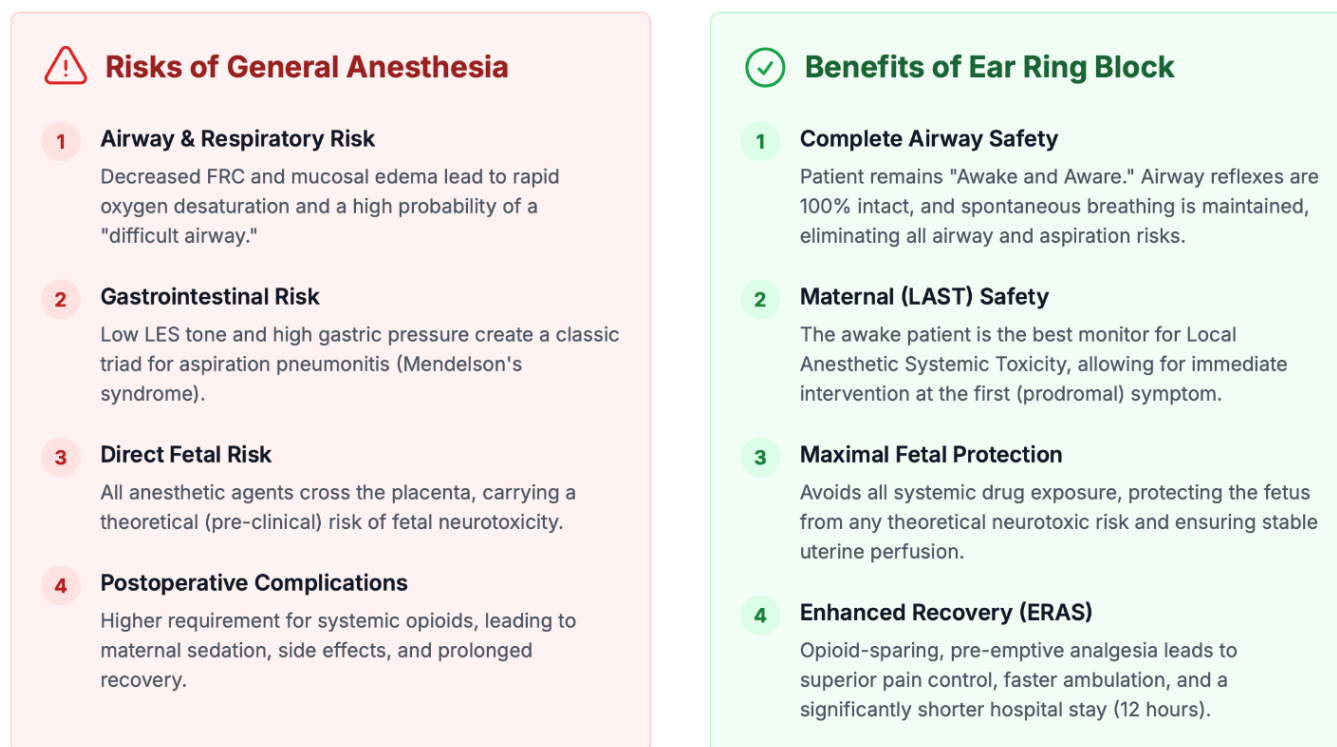 Risks of General Anesthesia
1
Airway & Respiratory Risk
Decreased FRC and mucosal edema lead to rapid
oxygen desaturation and a high probability of a
"difficult airway."
2
Gastrointestinal Risk
Low LES tone and high gastric pressure create a classic
triad for aspiration pneumonitis (Mendelson's
syndrome).
3
Direct Fetal Risk
All anesthetic agents cross the placenta, carrying a
theoretical (pre-clinical) risk of fetal neurotoxicity.
4
Postoperative Complications
Higher requirement for systemic opioids, leading to
maternal sedation, side effects, and prolonged
recovery.
Benefits of Ear Ring Block
1
Complete Airway Safety
Patient remains "Awake and Aware." Airway reflexes are
100% intact, and spontaneous breathing is maintained,
eliminating all airway and aspiration risks.
2
Maternal (LAST) Safety
The awake patient is the best monitor for Local
Anesthetic Systemic Toxicity, allowing for immediate
intervention at the first (prodromal) symptom.
3
Maximal Fetal Protection
Avoids all systemic drug exposure, protecting the fetus
from any theoretical neurotoxic risk and ensuring stable
uterine perfusion.
4
Enhanced Recovery (ERAS)
Opioid-sparing, pre-emptive analgesia leads to
superior pain control, faster ambulation, and a
significantly shorter hospital stay (12 hours).